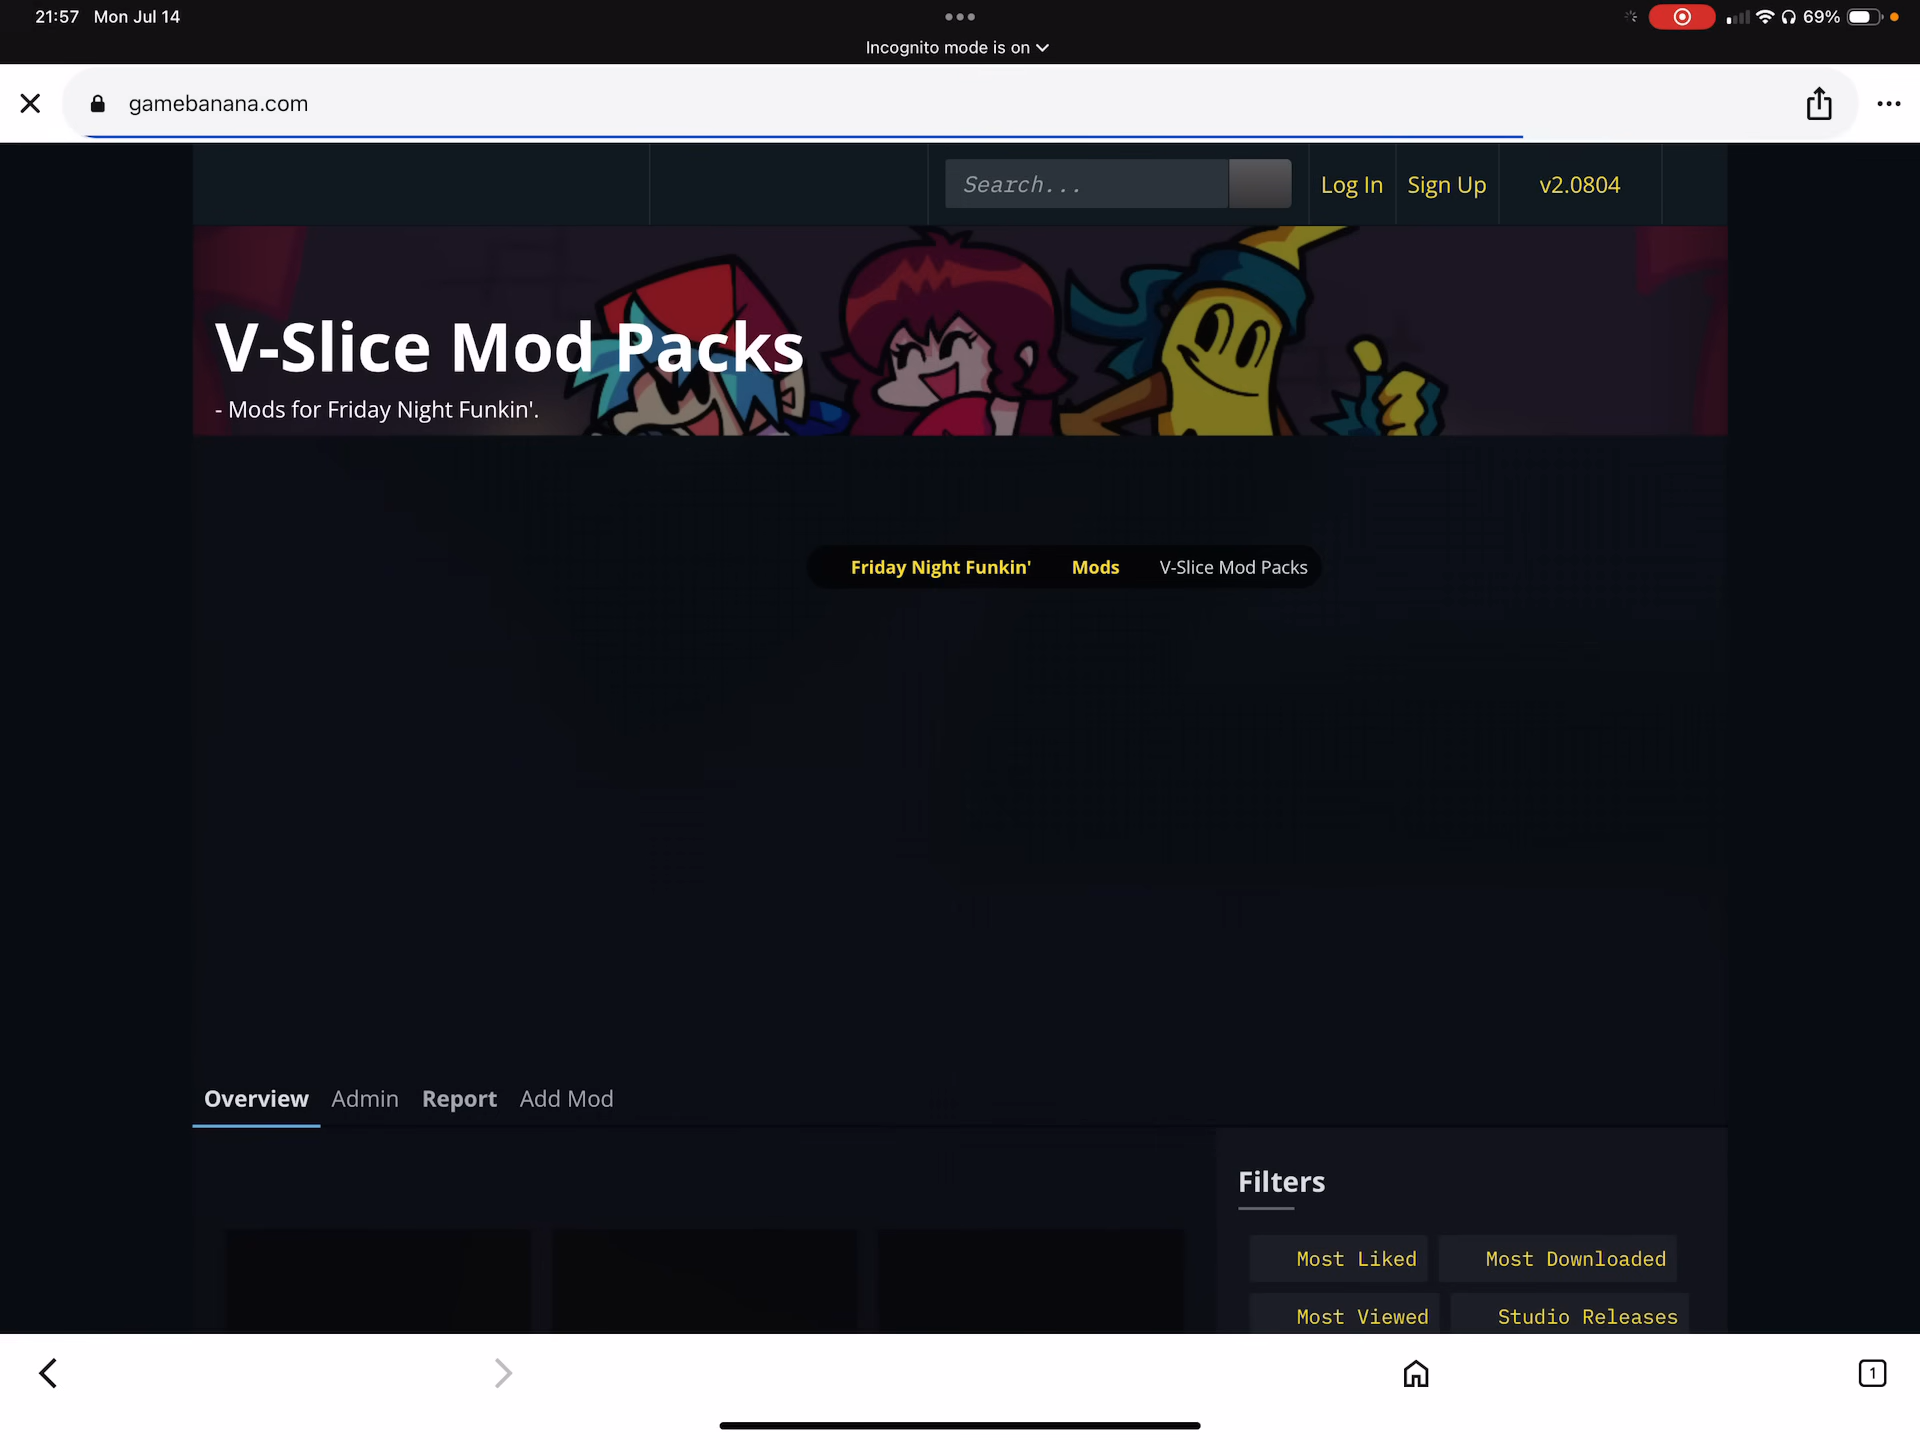 21:57 Mon Jul 14
69%
Incognito mode is on
gamebanana.com
Search...
Log In
Sign Up
v2.0804
V-Slice Mod Packs
- Mods for Friday Night Funkin'.
Friday Night Funkin' Mods V-Slice Mod Packs
Overview Admin Report Add Mod
Filters
Most Liked Most Downloaded
Most Viewed Studio Releases
1